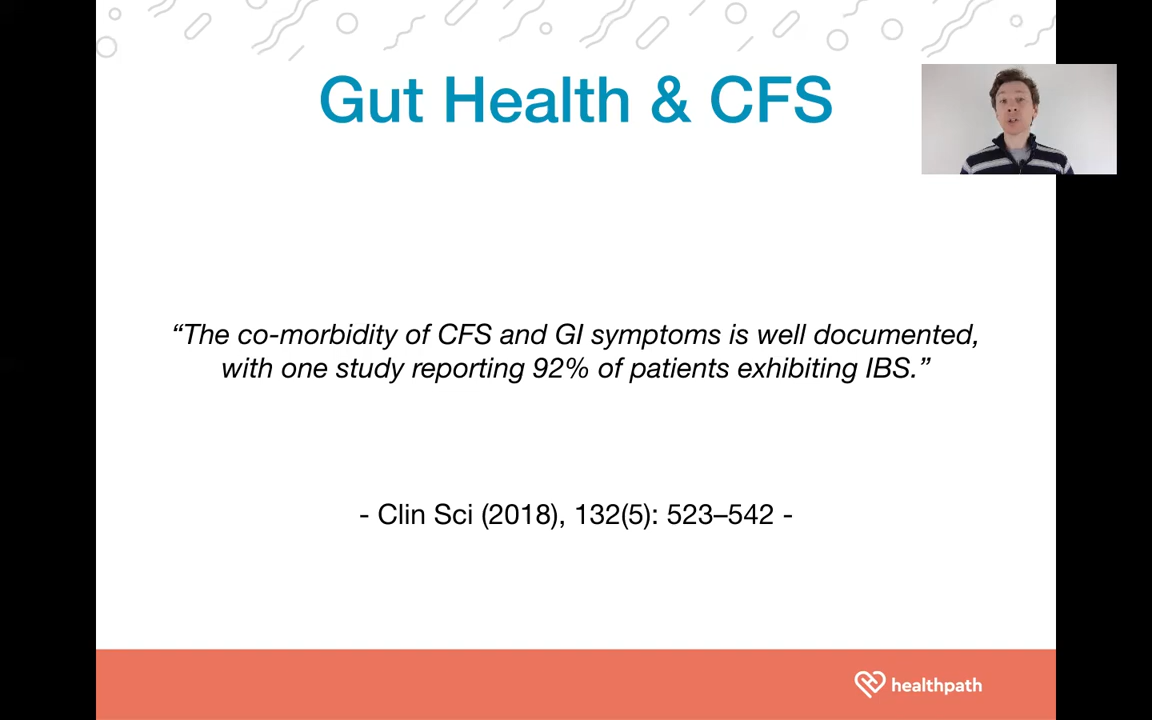 Gut Health & CFS
“The co-morbidity of CFS and GI symptoms is well documented,
with one study reporting 92% of patients exhibiting IBS.”
- Clin Sci (2018), 132(5): 523–542 -
healthpath